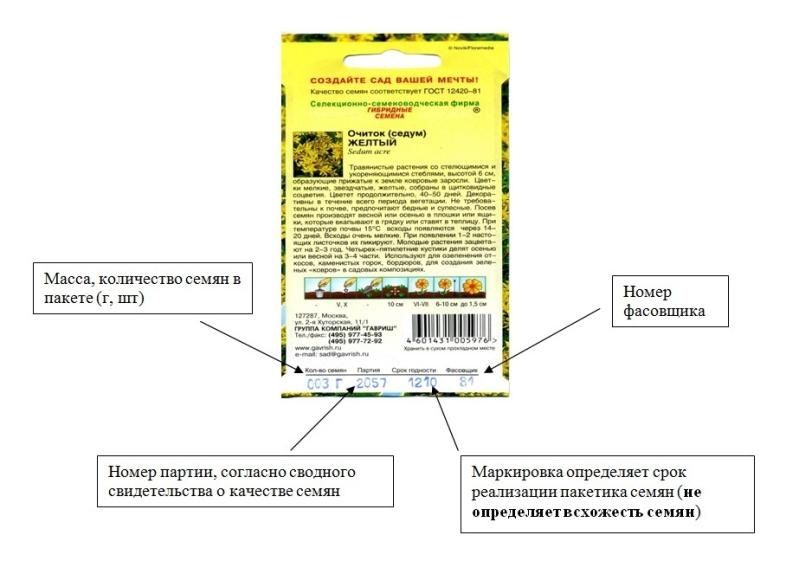 © Novik/Floramedia
СОЗДАЙТЕ САД ВАШЕЙ МЕЧТЫ!
Качество семян соответствует ГОСТ 12420–81
Селекционно-семеноводческая фирма
ГИБРИДНЫЕ
СЕМЕНА ®
Очиток (седум)
ЖЕЛТЫЙ
Sedum acre
Травянистые растения со стелющимися и
укореняющимися стеблями, высотой 6 см,
образующие прижатые к земле ковровые заросли. Цвет-
ки мелкие, звездчатые, желтые, собраны в щитковидные
соцветия. Цветет продолжительно, 40–50 дней. Декора-
тивны в течение всего периода вегетации. Не требова-
тельны к почве, предпочитают бедные и супесные. Посев
семян производят весной или осенью в плошки или ящи-
ки, которые вкапывают в грядку или ставят в теплицу. При
температуре почвы 15°С всходы появляются через 14–
20 дней. Всходы очень мелкие. При появлении 1–2 насто-
ящих листочков их пикируют. Молодые растения зацвета-
ют на 2–3 год. Четырех–пятилетние кустики делят осенью
или весной на 3–4 части. Используют для озеленения от-
косов, каменистых горок, бордюров, для создания зеле-
ных «ковров» в садовых композициях.
- V, X - 10 см VI-VII 6-10 см до 1,5 см
127287, Москва,
ул. 2-я Хуторская, 11/1
ГРУППА КОМПАНИЙ "ГАВРИШ"
Тел./факс: (495) 977-45-93
(495) 977-72-92
www.gavrish.ru
e-mail: sad@gavrish.ru
4 601431 005976 >
Хранить в сухом прохладном месте
Кол-во семян Партия Срок годности Фасовщик
003 Г 2057 1210 81
Масса, количество семян в
пакете (г, шт)
Номер
фасовщика
Номер партии, согласно сводного
свидетельства о качестве семян
Маркировка определяет срок
реализации пакетика семян (не
определяет всхожесть семян)